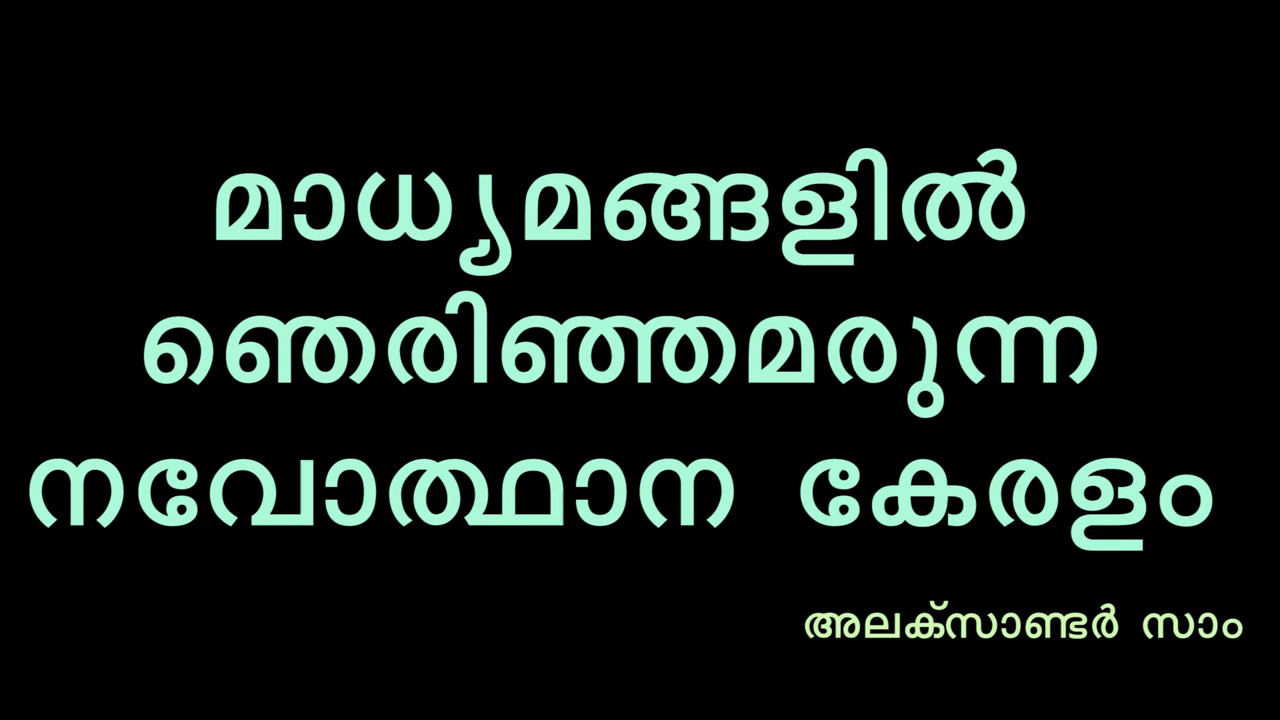 മാധ്യമങ്ങളിൽ
ഞെരിഞ്ഞമരുന്ന
നവോത്ഥാന കേരളം
അലക്സാണ്ടർ സാം